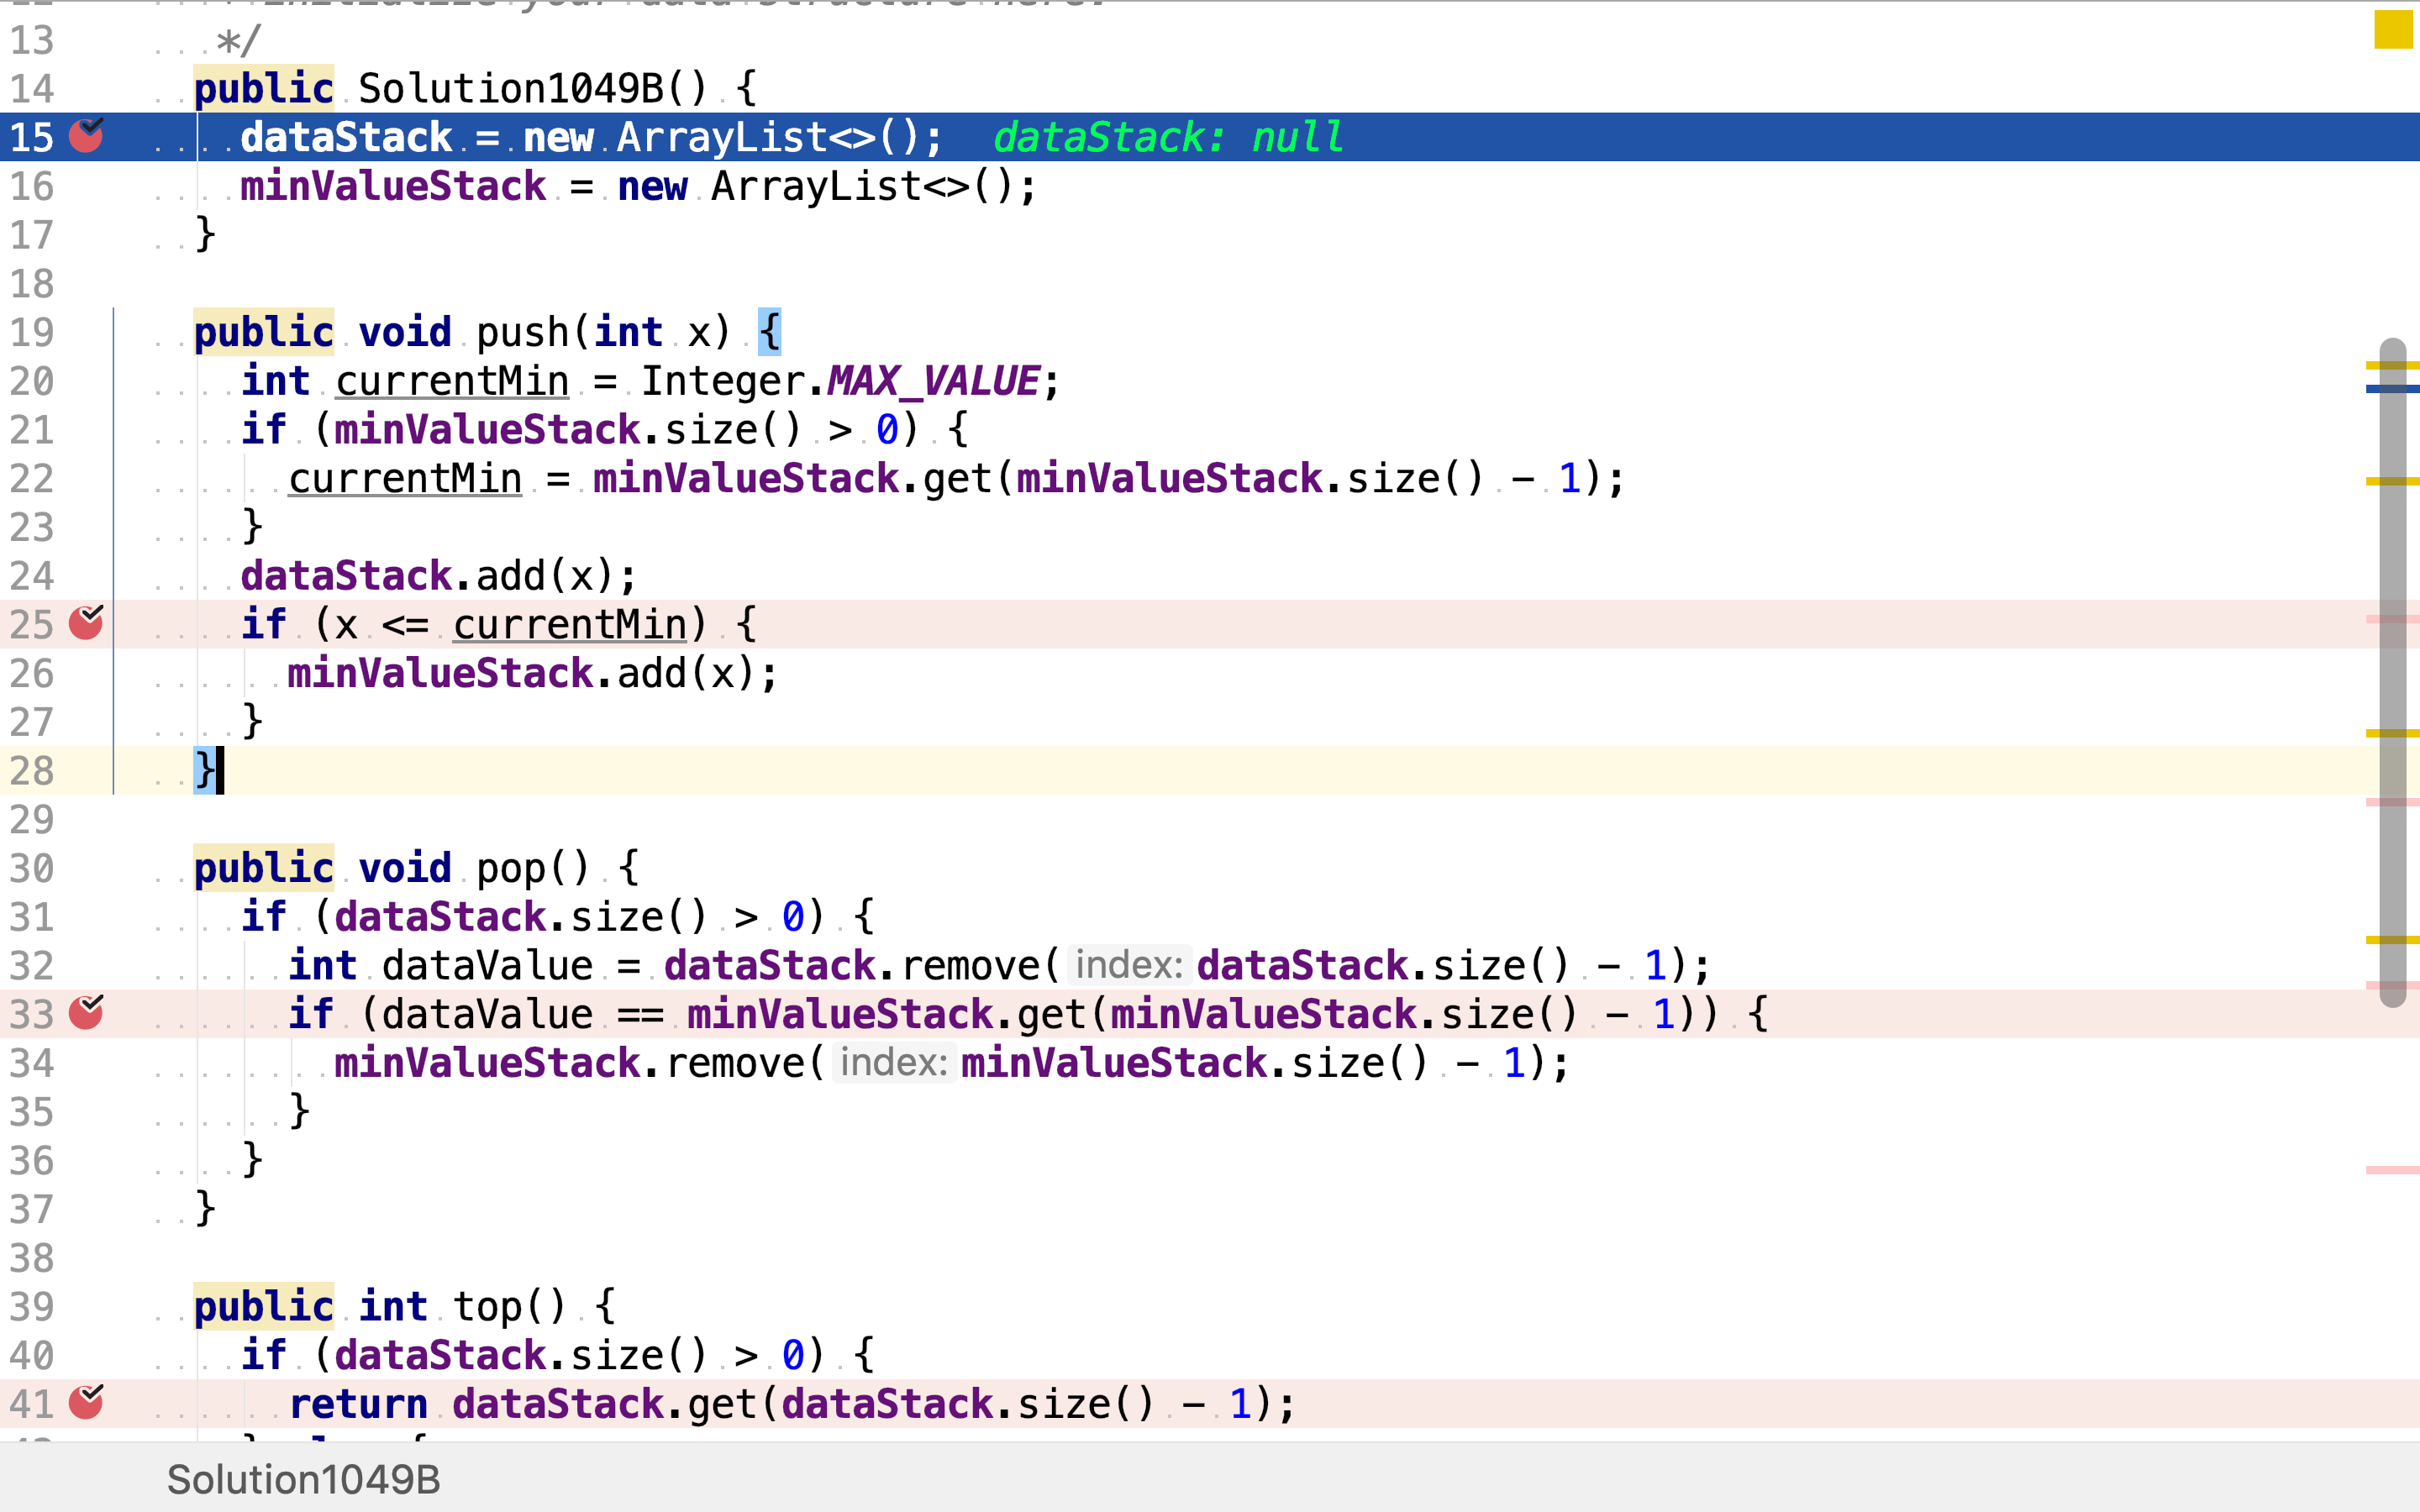 13 */
14 public Solution1049B() {
15 dataStack = new ArrayList<>(); dataStack: null
16 minValueStack = new ArrayList<>();
17 }
18
19 public void push(int x) {
20 int currentMin = Integer.MAX_VALUE;
21 if (minValueStack.size() > 0) {
22 currentMin = minValueStack.get(minValueStack.size() - 1);
23 }
24 dataStack.add(x);
25 if (x <= currentMin) {
26 minValueStack.add(x);
27 }
28 }
29
30 public void pop() {
31 if (dataStack.size() > 0) {
32 int dataValue = dataStack.remove( index: dataStack.size() - 1);
33 if (dataValue == minValueStack.get(minValueStack.size() - 1)) {
34 minValueStack.remove( index: minValueStack.size() - 1);
35 }
36 }
37 }
38
39 public int top() {
40 if (dataStack.size() > 0) {
41 return dataStack.get(dataStack.size() - 1);
Solution1049B